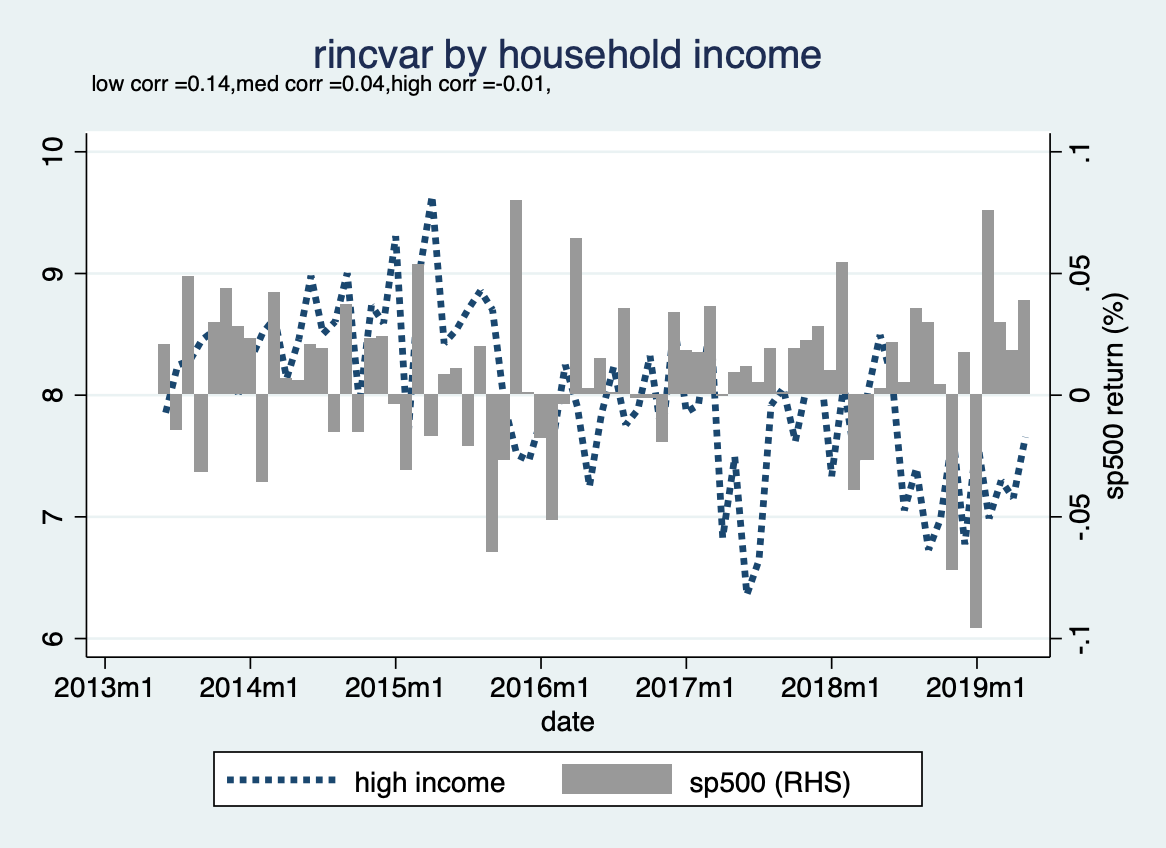 rincvar by household income
low corr =0.14,med corr =0.04,high corr =-0.01,
10
9
8
7
6
.1
.05
0
-.05
-.1
sp500 return (%)
2013m1 2014m1 2015m1 2016m1 2017m1 2018m1 2019m1
date
high income sp500 (RHS)